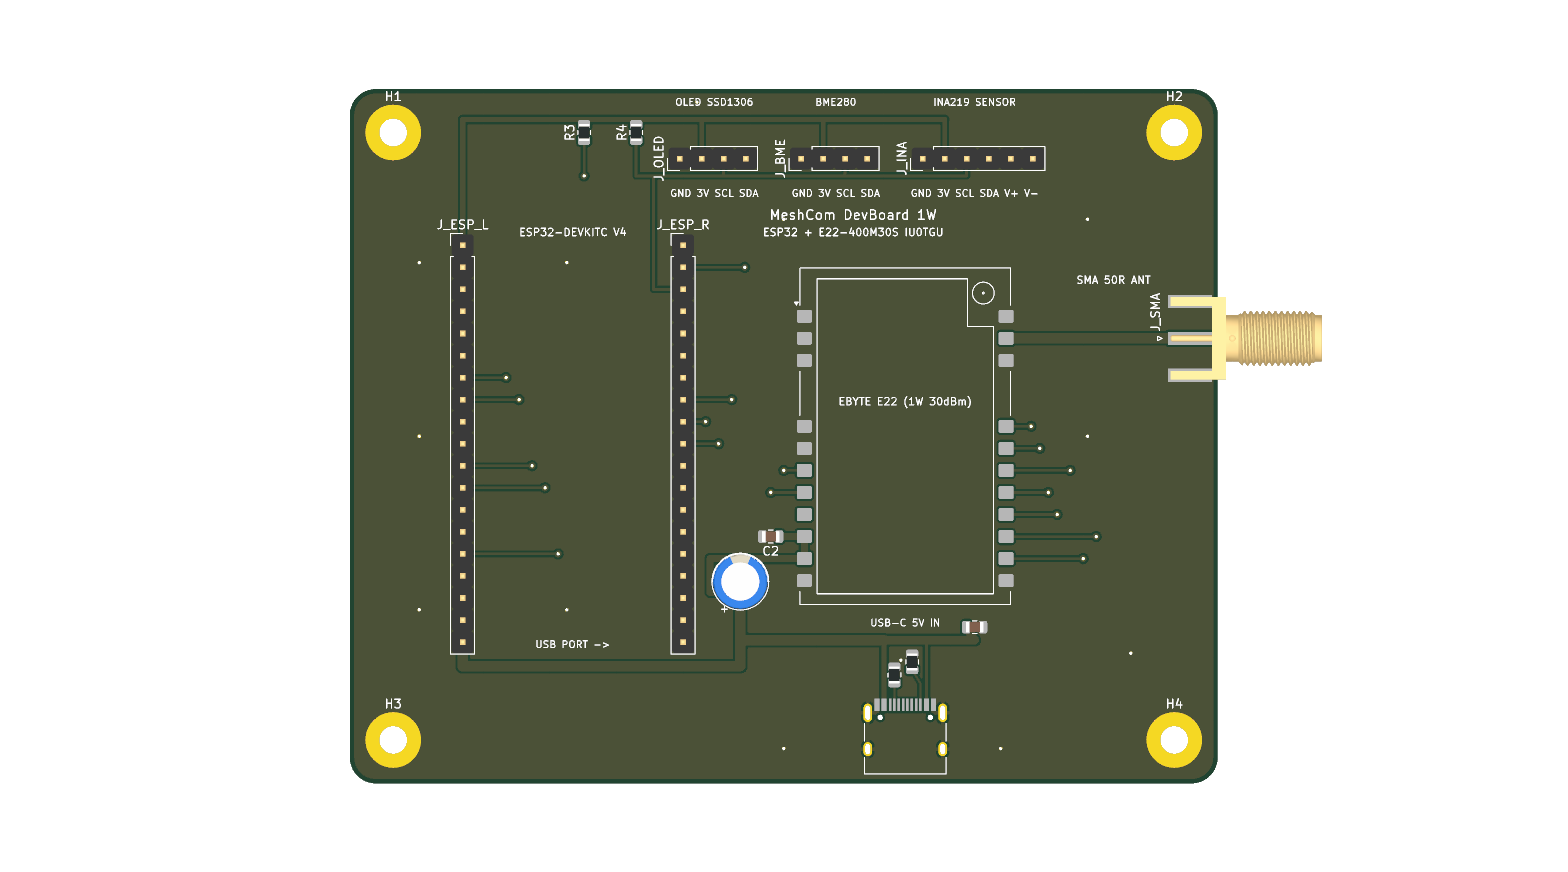 H1
H2
OLED SSD1306
BME280
INA219 SENSOR
R3
R4
J_OLED
J_BME
J_INA
GND 3V SCL SDA
GND 3V SCL SDA
GND 3V SCL SDA V+ V-
MeshCom DevBoard 1W
J_ESP_L
ESP32-DEVKITC V4
J_ESP_R
ESP32 + E22-400M30S IU0TGU
SMA 50R ANT
J_SMA
EBYTE E22 (1W 30dBm)
C2
+
USB-C 5V IN
USB PORT ->
H3
H4